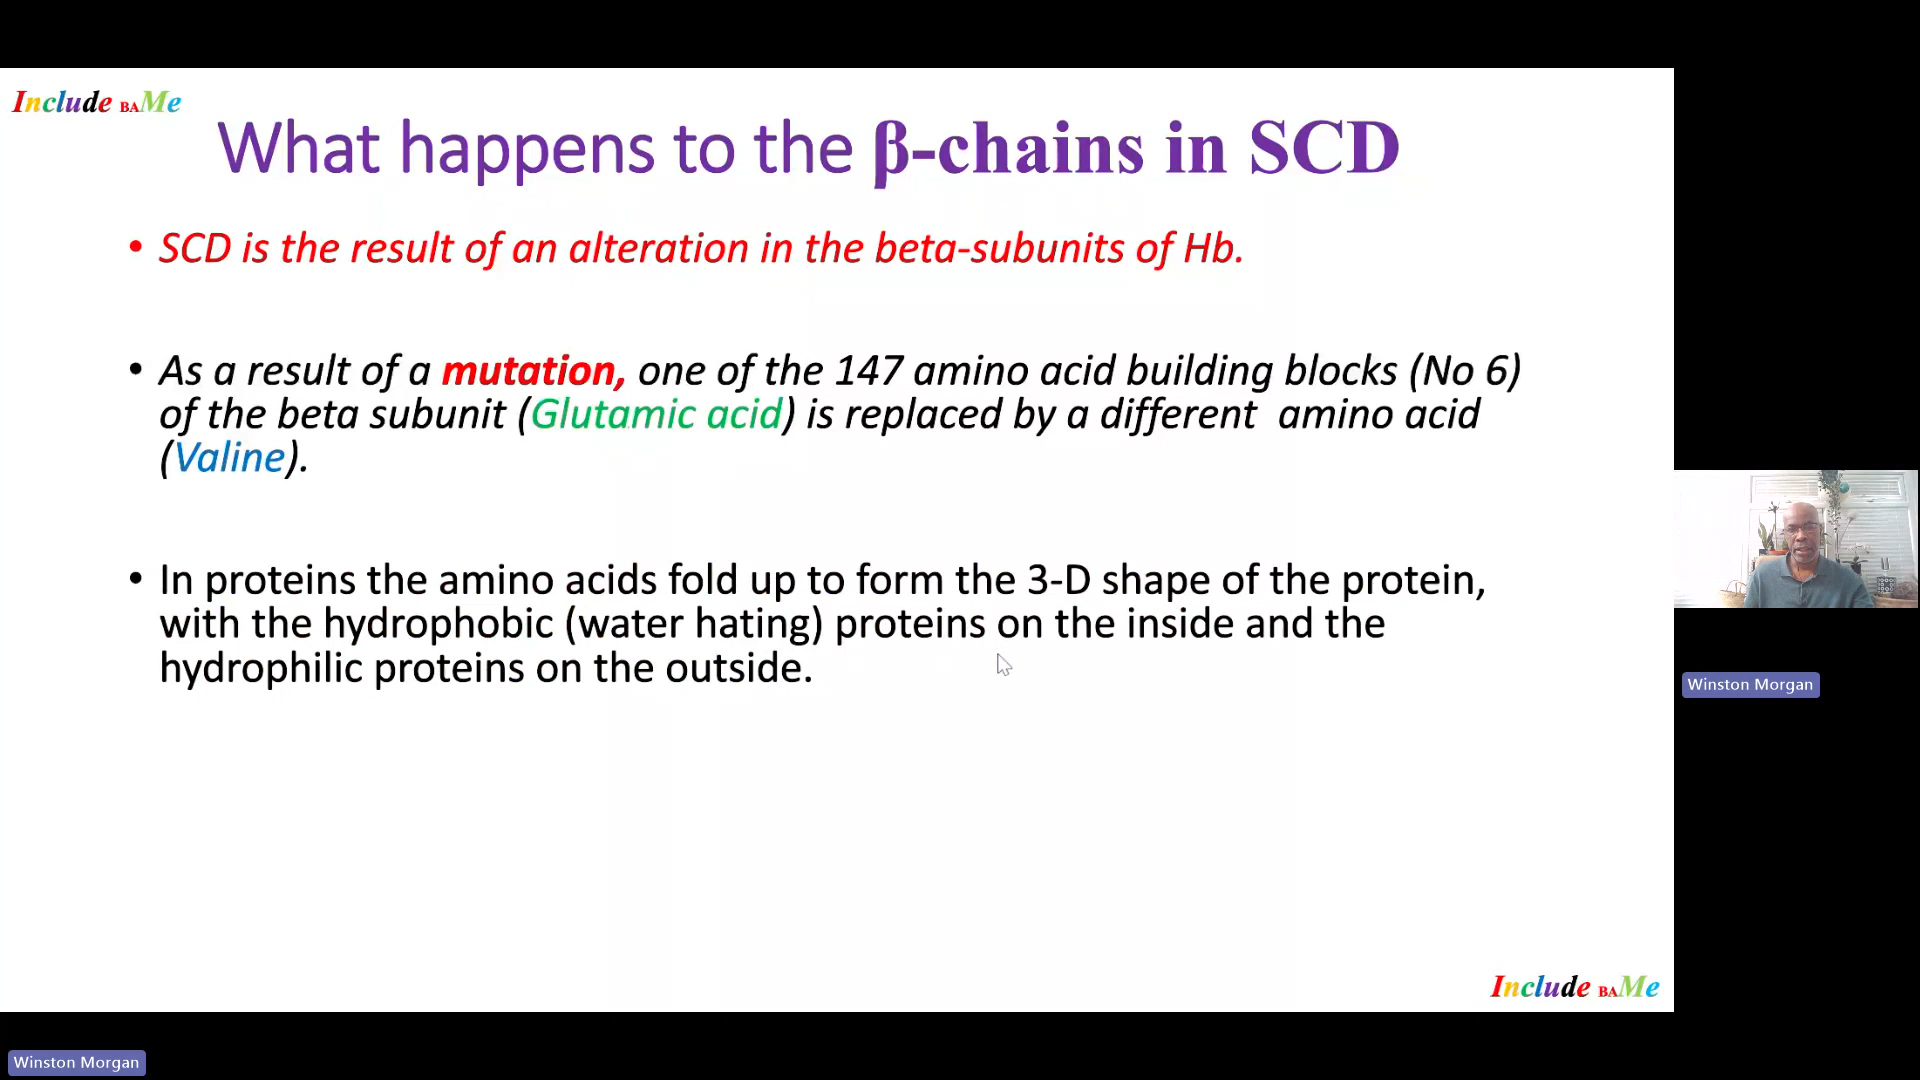 Include BAMe
What happens to the β-chains in SCD
• SCD is the result of an alteration in the beta-subunits of Hb.
• As a result of a mutation, one of the 147 amino acid building blocks (No 6)
of the beta subunit (Glutamic acid) is replaced by a different amino acid
(Valine).
• In proteins the amino acids fold up to form the 3-D shape of the protein,
with the hydrophobic (water hating) proteins on the inside and the
hydrophilic proteins on the outside.
Winston Morgan
Include BAMe
Winston Morgan